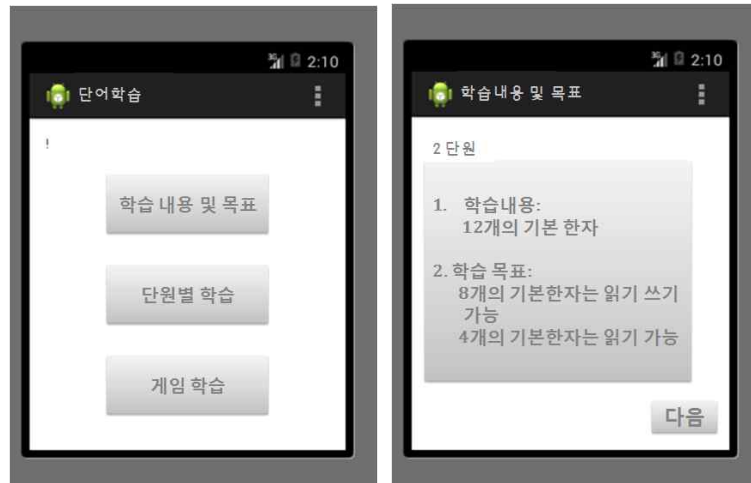 3G 2:10
단어학습
!
학습 내용 및 목표
단원별 학습
게임 학습
3G 2:10
학습내용 및 목표
2 단원
1. 학습내용:
12개의 기본 한자
2. 학습 목표:
8개의 기본한자는 읽기 쓰기
가능
4개의 기본한자는 읽기 가능
다음